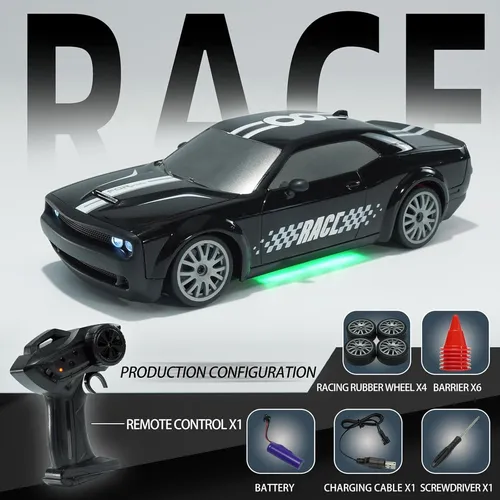 RACE
8
RACE
PRODUCTION CONFIGURATION
RACING RUBBER WHEEL X4
BARRIER X6
REMOTE CONTROL X1
BATTERY
CHARGING CABLE X1
SCREWDRIVER X1